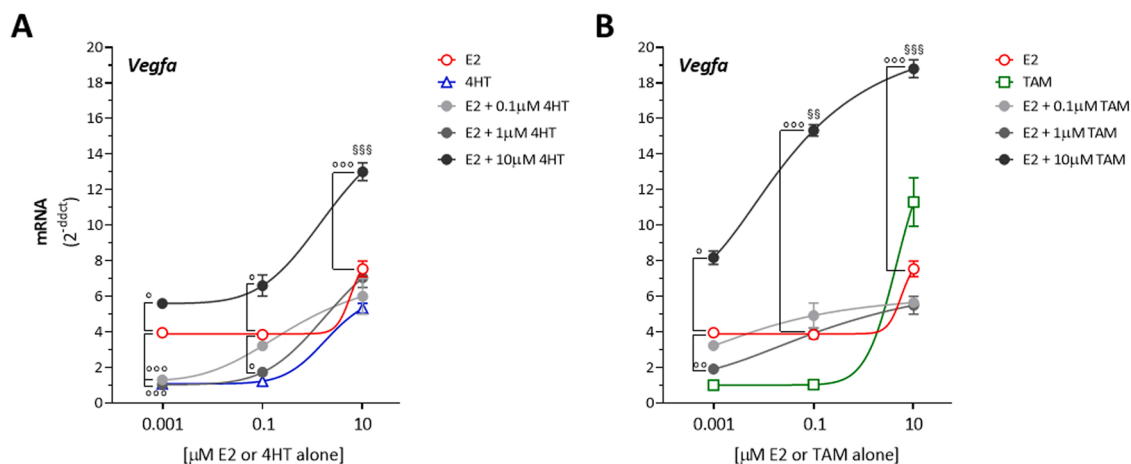 A
Vegfa
mRNA
(2^-ddct)
20
18
16
14
12
10
8
6
4
2
0
§§§
°°°
°
°
°
°°°
°°°
0.001
0.1
10
[µM E2 or 4HT alone]
E2
4HT
E2 + 0.1µM 4HT
E2 + 1µM 4HT
E2 + 10µM 4HT
B
Vegfa
20
18
16
14
12
10
8
6
4
2
0
§§§
°°°
§§
°°°
°
°°
0.001
0.1
10
[µM E2 or TAM alone]
E2
TAM
E2 + 0.1µM TAM
E2 + 1µM TAM
E2 + 10µM TAM